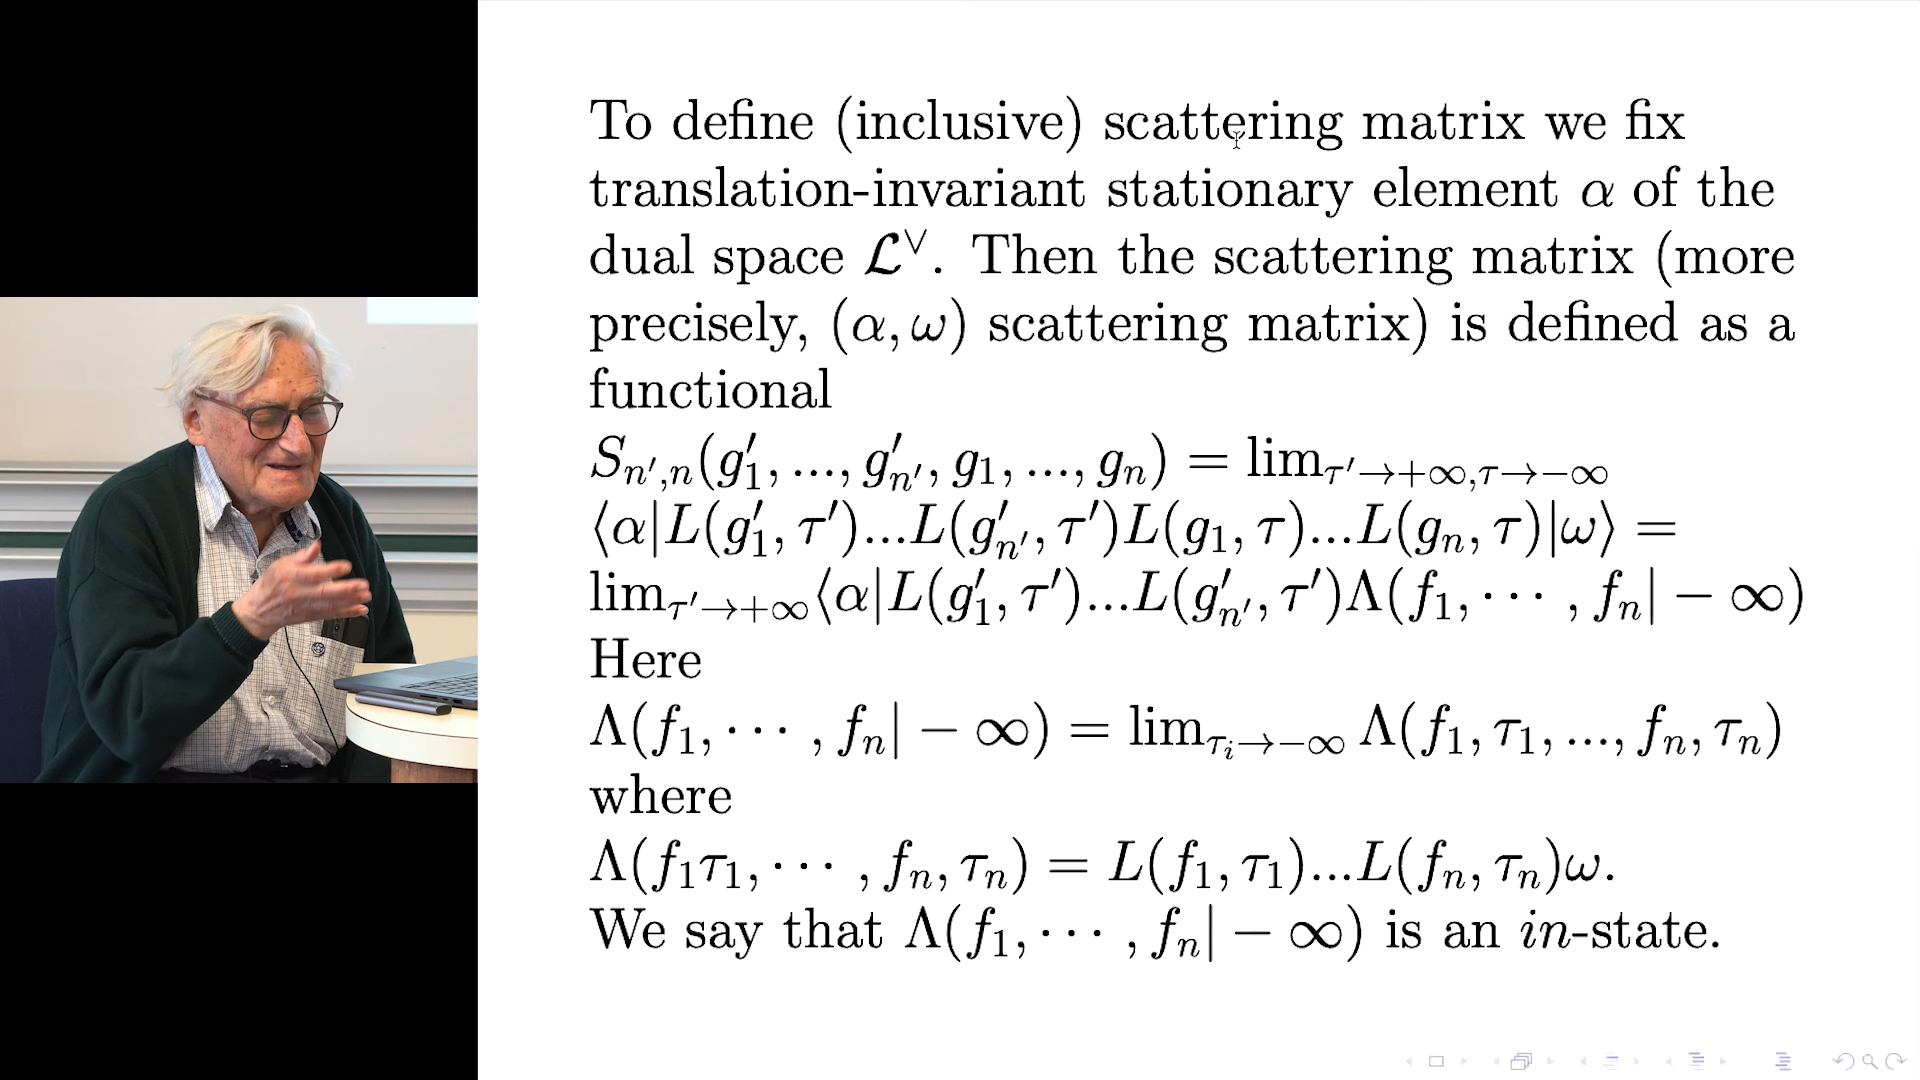 To define (inclusive) scattering matrix we fix
translation-invariant stationary element α of the
dual space 𝓛^∨. Then the scattering matrix (more
precisely, (α, ω) scattering matrix) is defined as a
functional
S_{n′,n}(g′_1, ..., g′_{n′}, g_1, ..., g_n) = lim_{τ′→+∞,τ→−∞}
⟨α|L(g′_1, τ′)...L(g′_{n′}, τ′)L(g_1, τ)...L(g_n, τ)|ω⟩ =
lim_{τ′→+∞}⟨α|L(g′_1, τ′)...L(g′_{n′}, τ′)Λ(f_1, ··· , f_n| − ∞)
Here
Λ(f_1, ··· , f_n| − ∞) = lim_{τ_i→−∞} Λ(f_1, τ_1, ..., f_n, τ_n)
where
Λ(f_1τ_1, ··· , f_n, τ_n) = L(f_1, τ_1)...L(f_n, τ_n)ω.
We say that Λ(f_1, ··· , f_n| − ∞) is an in-state.